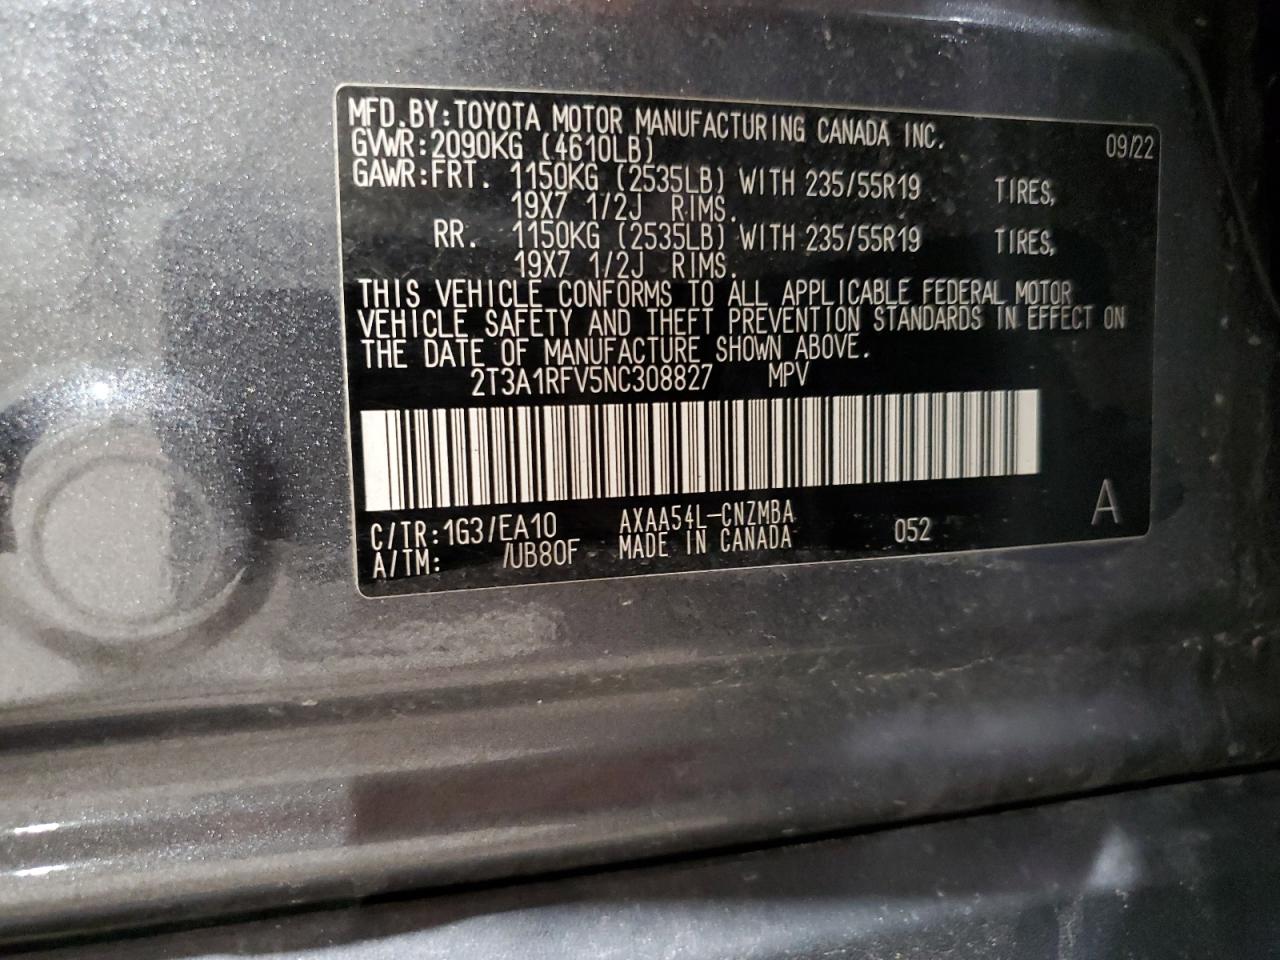 MFD.BY:TOYOTA MOTOR MANUFACTURING CANADA INC. 09/22
GVWR:2090KG (4610LB)
GAWR:FRT. 1150KG (2535LB) WITH 235/55R19 TIRES,
19X7 1/2J RIMS.
RR. 1150KG (2535LB) WITH 235/55R19 TIRES,
19X7 1/2J RIMS.
THIS VEHICLE CONFORMS TO ALL APPLICABLE FEDERAL MOTOR
VEHICLE SAFETY AND THEFT PREVENTION STANDARDS IN EFFECT ON
THE DATE OF MANUFACTURE SHOWN ABOVE.
2T3A1RFV5NC308827 MPV
C/TR:1G3/EA10 AXAA54L-CNZMBA 052 A
A/TM: /UB80F MADE IN CANADA